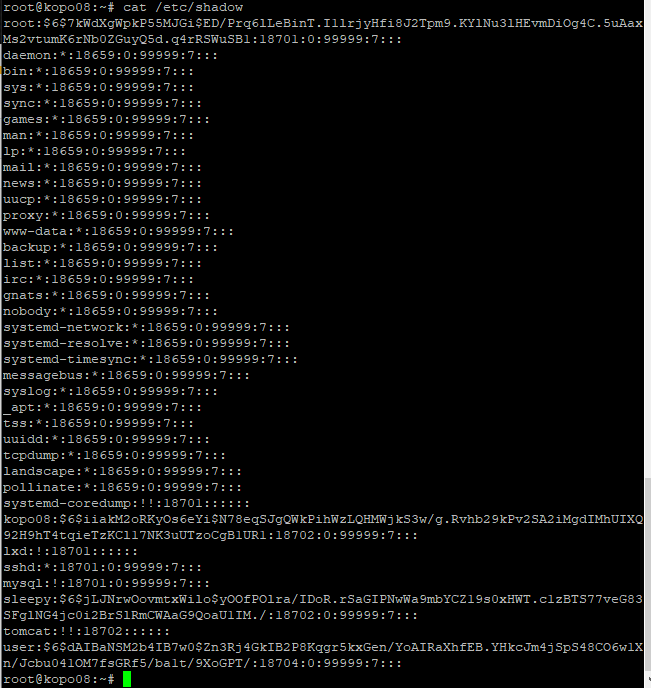 root@kopo08:~# cat /etc/shadow
root:$6$7kWdXgWpkP55MJGi$ED/Prq6lLeBinT.I1lrjyHfi8J2Tpm9.KYlNu3lHEvmDiOg4C.5uAax
Ms2vtumK6rNb0ZGuyQ5d.q4rRSWuSB1:18701:0:99999:7:::
daemon:*:18659:0:99999:7:::
bin:*:18659:0:99999:7:::
sys:*:18659:0:99999:7:::
sync:*:18659:0:99999:7:::
games:*:18659:0:99999:7:::
man:*:18659:0:99999:7:::
lp:*:18659:0:99999:7:::
mail:*:18659:0:99999:7:::
news:*:18659:0:99999:7:::
uucp:*:18659:0:99999:7:::
proxy:*:18659:0:99999:7:::
www-data:*:18659:0:99999:7:::
backup:*:18659:0:99999:7:::
list:*:18659:0:99999:7:::
irc:*:18659:0:99999:7:::
gnats:*:18659:0:99999:7:::
nobody:*:18659:0:99999:7:::
systemd-network:*:18659:0:99999:7:::
systemd-resolve:*:18659:0:99999:7:::
systemd-timesync:*:18659:0:99999:7:::
messagebus:*:18659:0:99999:7:::
syslog:*:18659:0:99999:7:::
_apt:*:18659:0:99999:7:::
tss:*:18659:0:99999:7:::
uuidd:*:18659:0:99999:7:::
tcpdump:*:18659:0:99999:7:::
landscape:*:18659:0:99999:7:::
pollinate:*:18659:0:99999:7:::
systemd-coredump:!!:18701::::::
kopo08:$6$iiakM2oRKyOs6eYi$N78eqSJgQWkPihWzLQHMWjkS3w/g.Rvhb29kPv2SA2iMgdIMhUIXQ
92H9hT4tqieTzKC1l7NK3uUTzoCgB1UR1:18702:0:99999:7:::
lxd:!:18701::::::
sshd:*:18701:0:99999:7:::
mysql:!:18701:0:99999:7:::
sleepy:$6$jLJNrwOovmtxWilo$yOOfPOlra/IDoR.rSaGIPNwWa9mbYCZ19s0xHWT.c1zBTS77veG83
SFglNG4jc0i2BrSlRmCWAaG9QoaUlIM./:18702:0:99999:7:::
tomcat:!!:18702::::::
user:$6$dAIBaNSM2b4IB7w0$Zn3Rj4GkIB2P8Kqgr5kxGen/YoAIRaXhfEB.YHkcJm4jSpS48CO6wlX
n/Jcbu04lOM7fsGRf5/balt/9XoGPT/:18704:0:99999:7:::
root@kopo08:~#